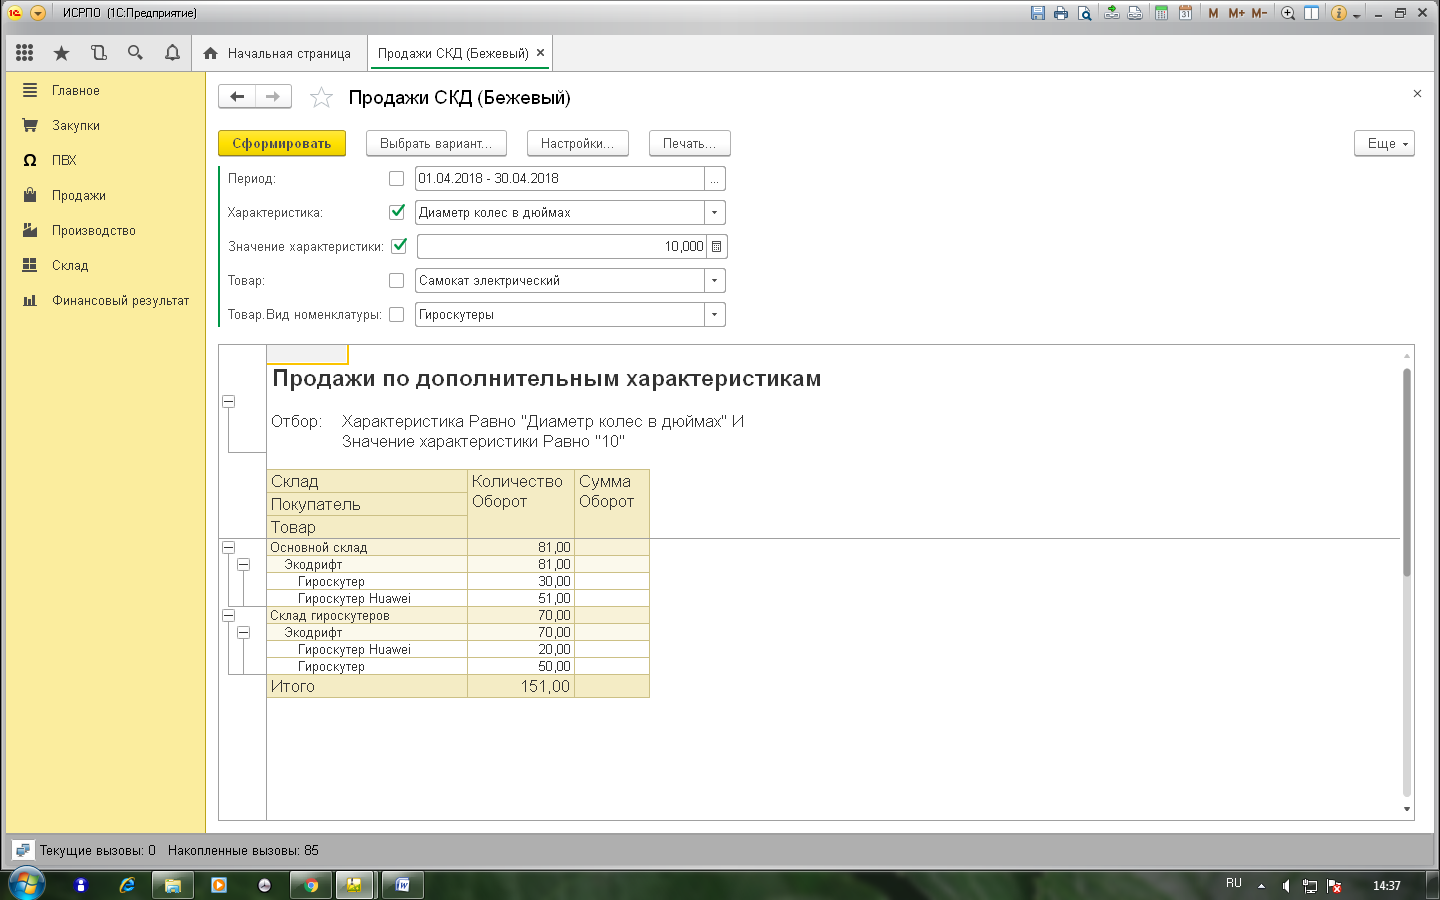 ИСРПО (1С:Предприятие)
M M+ M-
Начальная страница
Продажи СКД (Бежевый)
Главное
Закупки
ПВХ
Продажи
Производство
Склад
Финансовый результат
Продажи СКД (Бежевый)
Сформировать Выбрать вариант... Настройки... Печать... Еще
Период: 01.04.2018 - 30.04.2018 ...
Характеристика: Диаметр колес в дюймах
Значение характеристики: 10,000
Товар: Самокат электрический
Товар.Вид номенклатуры: Гироскутеры
Продажи по дополнительным характеристикам
Отбор: Характеристика Равно "Диаметр колес в дюймах" И
Значение характеристики Равно "10"
Склад Количество Сумма
Покупатель Оборот Оборот
Товар
Основной склад 81,00
Экодрифт 81,00
Гироскутер 30,00
Гироскутер Huawei 51,00
Склад гироскутеров 70,00
Экодрифт 70,00
Гироскутер Huawei 20,00
Гироскутер 50,00
Итого 151,00
Текущие вызовы: 0 Накопленные вызовы: 85
RU 14:37